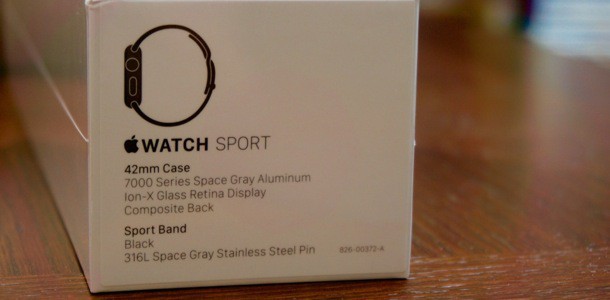 WATCH SPORT
42mm Case
7000 Series Space Gray Aluminum
Ion-X Glass Retina Display
Composite Back
Sport Band
Black
316L Space Gray Stainless Steel Pin
926-00372-A